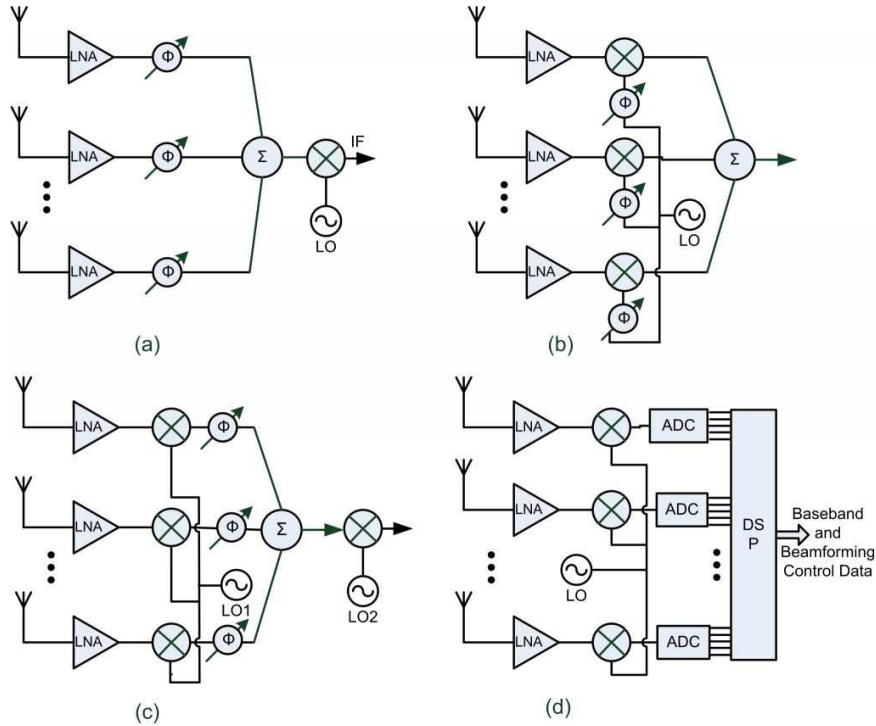 LNA
Φ
LNA
Φ
Σ
IF
LO
LNA
Φ
(a)
LNA
Φ
LNA
Σ
Φ
LO
LNA
Φ
(b)
LNA
Φ
LNA
Φ
Σ
LO1
LO2
LNA
Φ
(c)
LNA
ADC
LNA
ADC
DS
P
Baseband
and
Beamforming
Control Data
LO
LNA
ADC
(d)